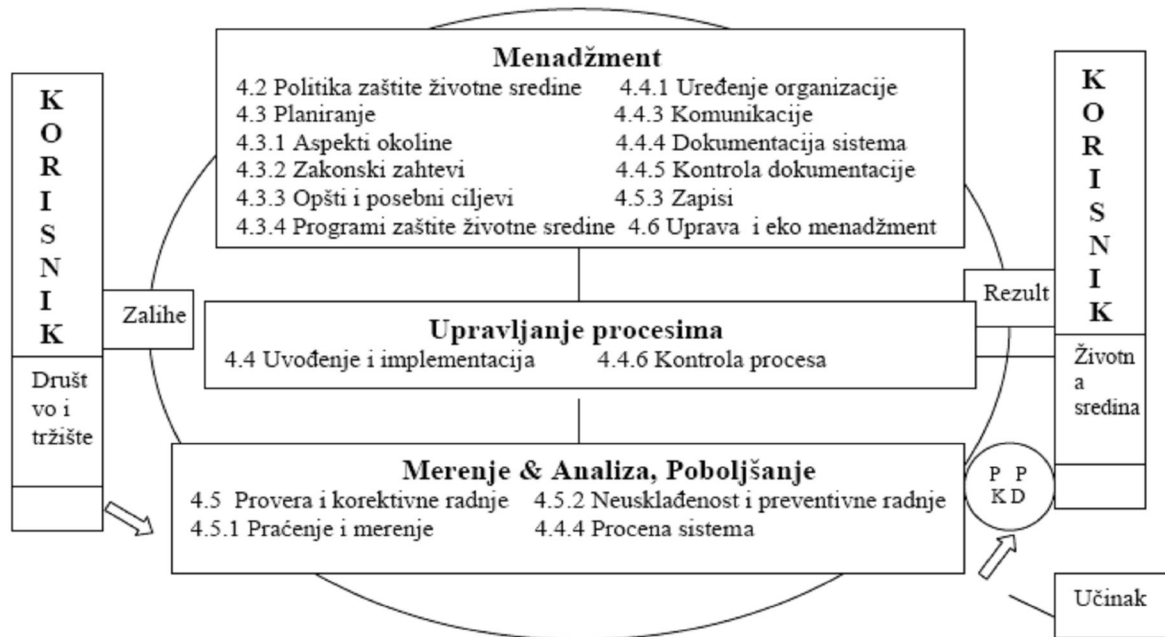 KORISNIK
Društ
vo i
tržište
Zalihe
Menadžment
4.2 Politika zaštite životne sredine 4.4.1 Uređenje organizacije
4.3 Planiranje 4.4.3 Komunikacije
4.3.1 Aspekti okoline 4.4.4 Dokumentacija sistema
4.3.2 Zakonski zahtevi 4.4.5 Kontrola dokumentacije
4.3.3 Opšti i posebni ciljevi 4.5.3 Zapisi
4.3.4 Programi zaštite životne sredine 4.6 Uprava i eko menadžment
Upravljanje procesima
4.4 Uvođenje i implementacija 4.4.6 Kontrola procesa
Merenje & Analiza, Poboljšanje
4.5 Provera i korektivne radnje 4.5.2 Neusklađenost i preventivne radnje
4.5.1 Praćenje i merenje 4.4.4 Procena sistema
Rezult
KORISNIK
Životn
a
sredina
P P
K D
Učinak